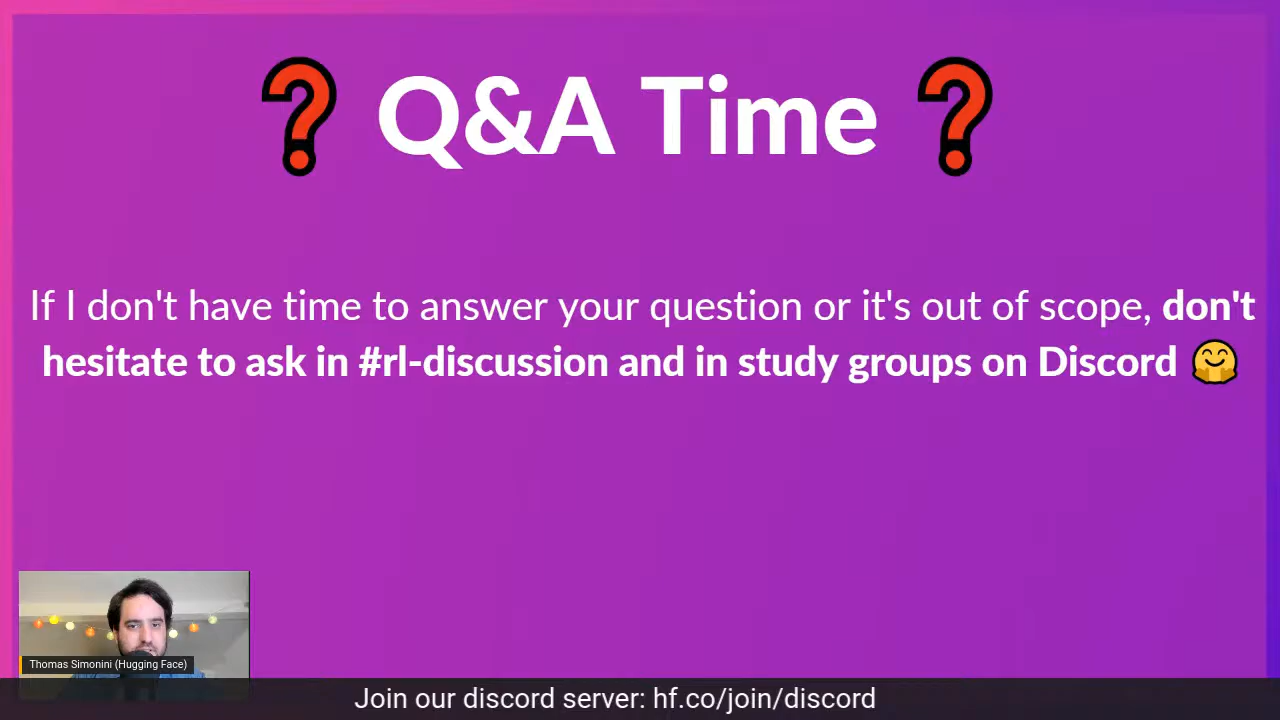 ❓ Q&A Time ❓
If I don't have time to answer your question or it's out of scope, don't
hesitate to ask in #rl-discussion and in study groups on Discord 🤗
Thomas Simonini (Hugging Face)
Join our discord server: hf.co/join/discord